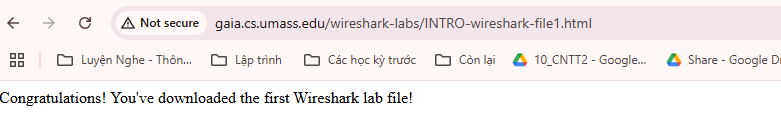 Not secure gaia.cs.umass.edu/wireshark-labs/INTRO-wireshark-file1.html
Luyện Nghe - Thôn... Lập trình Các học kỳ trước Còn lại 10_CNTT2 - Google... Share - Google Dr
Congratulations! You've downloaded the first Wireshark lab file!